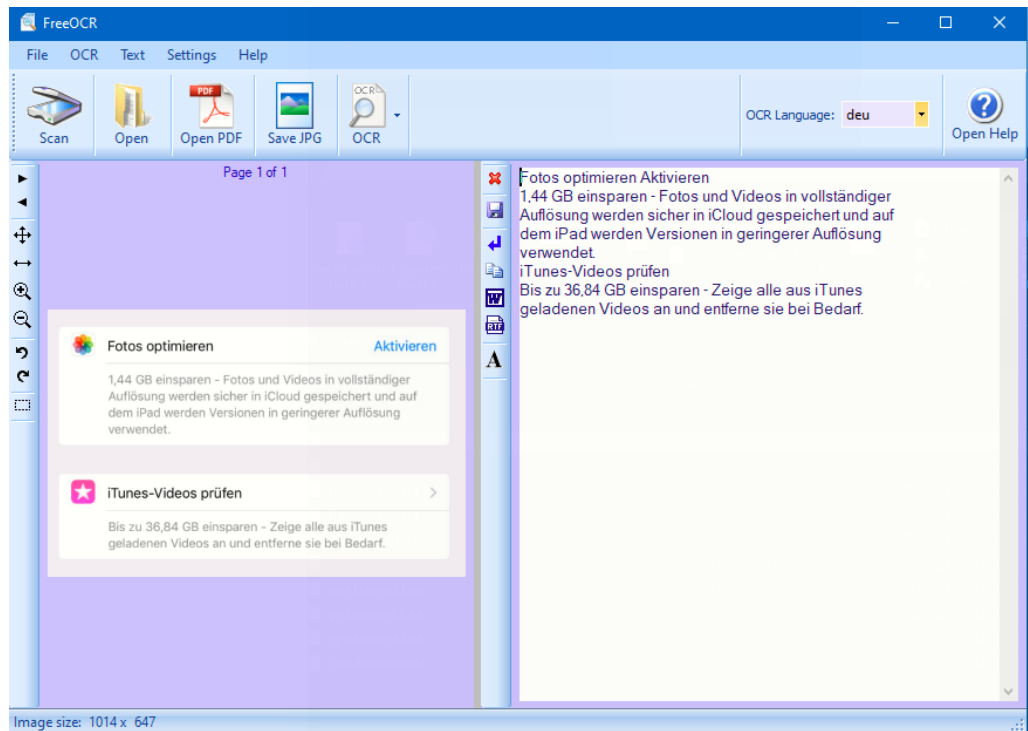 FreeOCR
File OCR Text Settings Help
PDF OCR
Scan Open Open PDF Save JPG OCR OCR Language: deu Open Help
Page 1 of 1
Fotos optimieren Aktivieren
1,44 GB einsparen - Fotos und Videos in vollständiger
Auflösung werden sicher in iCloud gespeichert und auf
dem iPad werden Versionen in geringerer Auflösung
verwendet.
iTunes-Videos prüfen
Bis zu 36,84 GB einsparen - Zeige alle aus iTunes
geladenen Videos an und entferne sie bei Bedarf.
W
RTF
A
Fotos optimieren Aktivieren
1,44 GB einsparen - Fotos und Videos in vollständiger
Auflösung werden sicher in iCloud gespeichert und auf
dem iPad werden Versionen in geringerer Auflösung
verwendet.
iTunes-Videos prüfen
Bis zu 36,84 GB einsparen - Zeige alle aus iTunes
geladenen Videos an und entferne sie bei Bedarf.
Image size: 1014 x 647